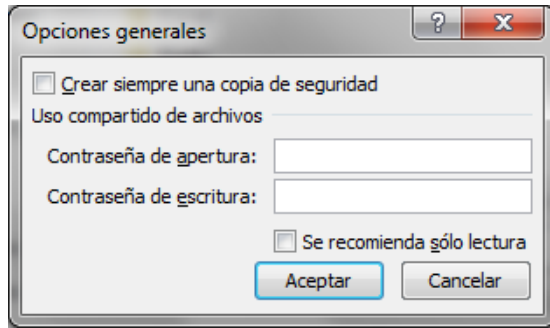 Opciones generales
Crear siempre una copia de seguridad
Uso compartido de archivos
Contraseña de apertura:
Contraseña de escritura:
Se recomienda sólo lectura
Aceptar Cancelar